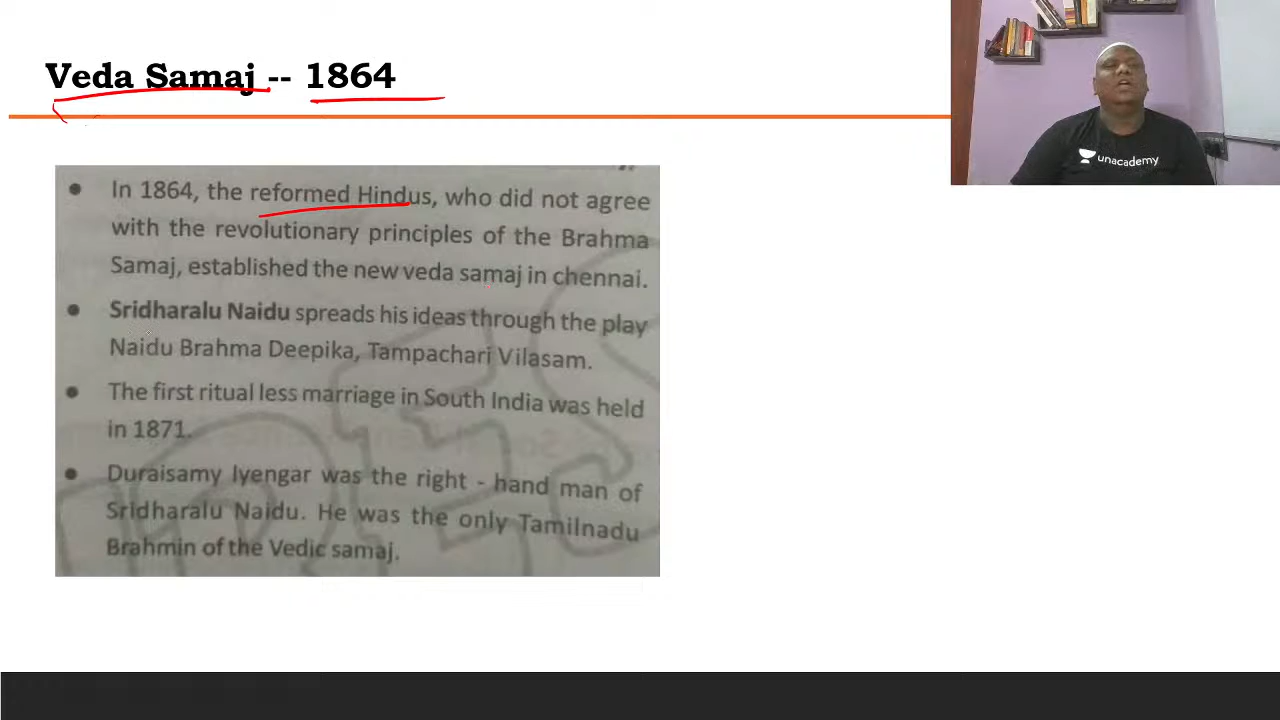 Veda Samaj -- 1864
unacademy
• In 1864, the reformed Hindus, who did not agree
with the revolutionary principles of the Brahma
Samaj, established the new veda samaj in chennai.
• Sridharalu Naidu spreads his ideas through the play
Naidu Brahma Deepika, Tampachari Vilasam.
• The first ritual less marriage in South India was held
in 1871.
• Duraisamy Iyengar was the right - hand man of
Sridharalu Naidu. He was the only Tamilnadu
Brahmin of the Vedic samaj.